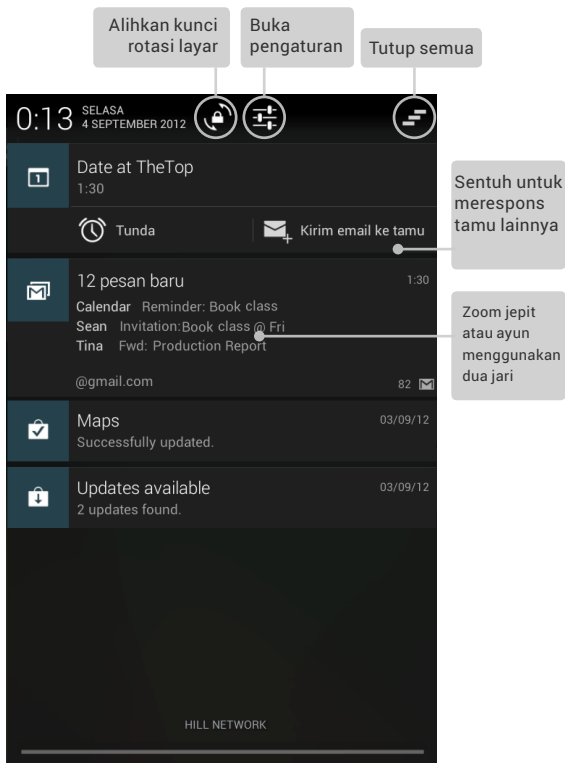 Alihkan kunci
rotasi layar
Buka
pengaturan
Tutup semua
0:13
SELASA
4 SEPTEMBER 2012
1
Date at TheTop
1:30
Tunda
Kirim email ke tamu
Sentuh untuk
merespons
tamu lainnya
12 pesan baru
1:30
Calendar Reminder: Book class
Sean Invitation:Book class @ Fri
Tina Fwd: Production Report
Zoom jepit
atau ayun
menggunakan
dua jari
@gmail.com
82
Maps
03/09/12
Successfully updated.
Updates available
03/09/12
2 updates found.
HILL NETWORK